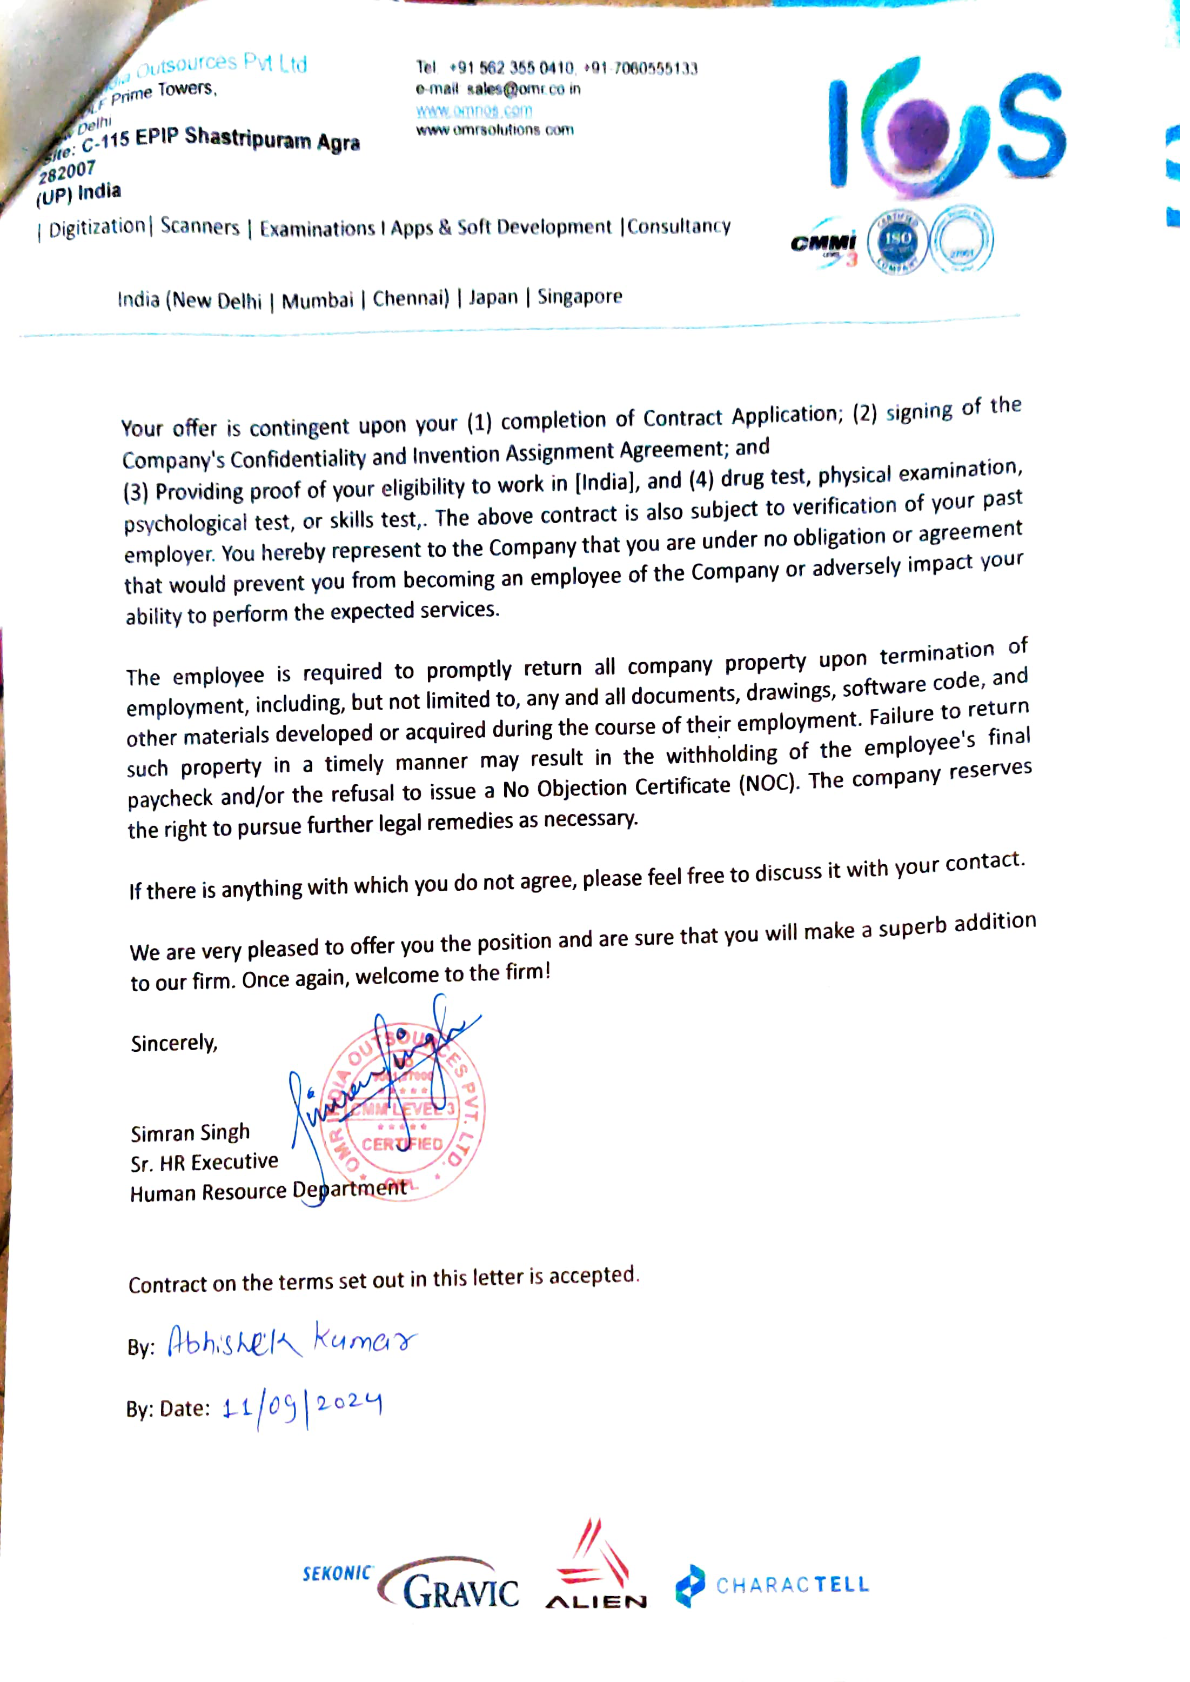 Outsources Pvt Ltd
Prime Towers,
Delhi
Site: C-115 EPIP Shastripuram Agra
282007
(UP) India
Tel +91 562 355 0410, +91-7060555133
e-mail sales@omr.co.in
www.omrios.com
www.omrsolutions.com
IOS
| Digitization| Scanners | Examinations I Apps & Soft Development |Consultancy
CMMi
LEVEL 3
CERTIFIED
ISO
COMPANY
27001
India (New Delhi | Mumbai | Chennai) | Japan | Singapore
Your offer is contingent upon your (1) completion of Contract Application; (2) signing of the
Company's Confidentiality and Invention Assignment Agreement; and
(3) Providing proof of your eligibility to work in [India], and (4) drug test, physical examination,
psychological test, or skills test,. The above contract is also subject to verification of your past
employer. You hereby represent to the Company that you are under no obligation or agreement
that would prevent you from becoming an employee of the Company or adversely impact your
ability to perform the expected services.
The employee is required to promptly return all company property upon termination of
employment, including, but not limited to, any and all documents, drawings, software code, and
other materials developed or acquired during the course of their employment. Failure to return
such property in a timely manner may result in the withholding of the employee's final
paycheck and/or the refusal to issue a No Objection Certificate (NOC). The company reserves
the right to pursue further legal remedies as necessary.
If there is anything with which you do not agree, please feel free to discuss it with your contact.
We are very pleased to offer you the position and are sure that you will make a superb addition
to our firm. Once again, welcome to the firm!
Sincerely,
Simran Singh
OMR INDIA OUTSOURCES PVT. LTD.
CMM LEVEL 3
CERTIFIED
Simran Singh
Sr. HR Executive
Human Resource Department
Contract on the terms set out in this letter is accepted.
By: Abhishek Kumar
By: Date: 11/09/2024
SEKONIC
GRAVIC
ALIEN
CHARACTELL